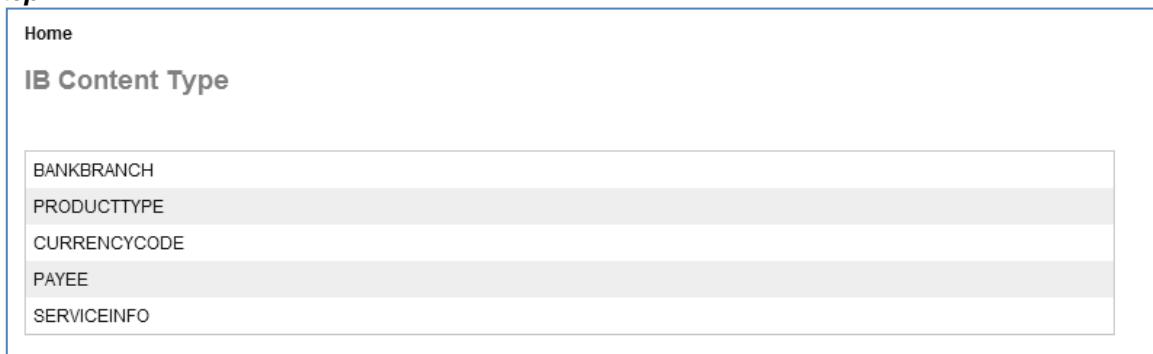 Home
IB Content Type
BANKBRANCH
PRODUCTTYPE
CURRENCYCODE
PAYEE
SERVICEINFO